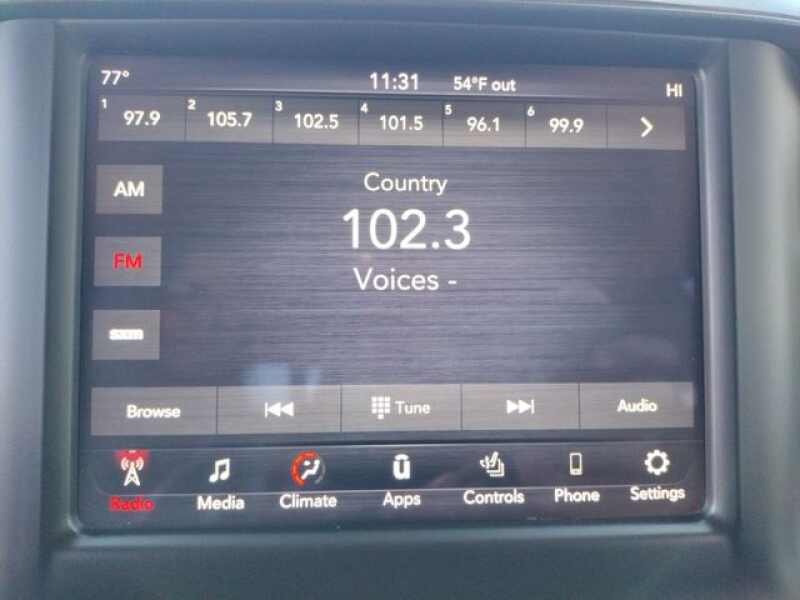 77° 11:31 54°F out HI
1 97.9 2 105.7 3 102.5 4 101.5 5 96.1 6 99.9
AM
Country
102.3
FM
Voices -
sxm
Browse Tune Audio
Radio Media Climate Apps Controls Phone Settings